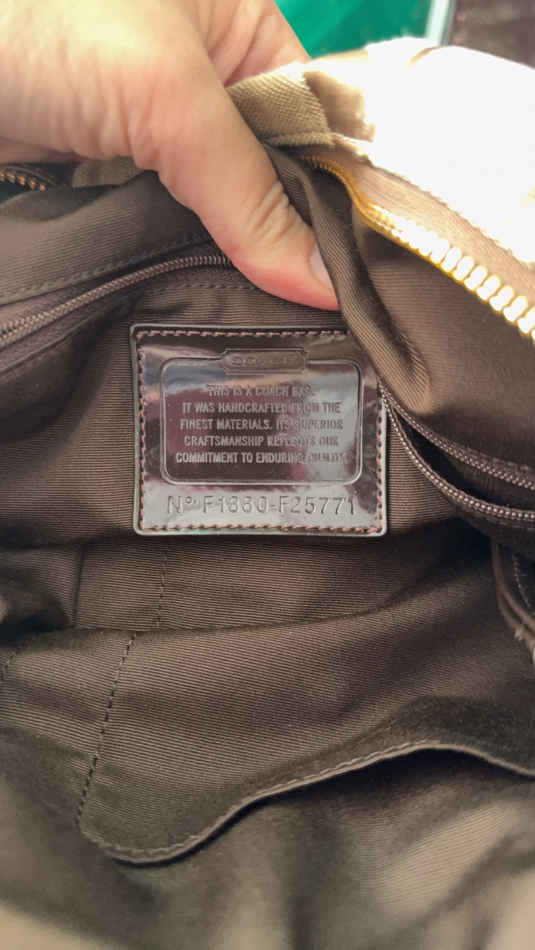 COACH
THIS IS A COACH BAG.
IT WAS HANDCRAFTED FROM THE
FINEST MATERIALS. ITS SUPERIOR
CRAFTSMANSHIP REFLECTS OUR
COMMITMENT TO ENDURING QUALITY.
Nº F1380-F25771